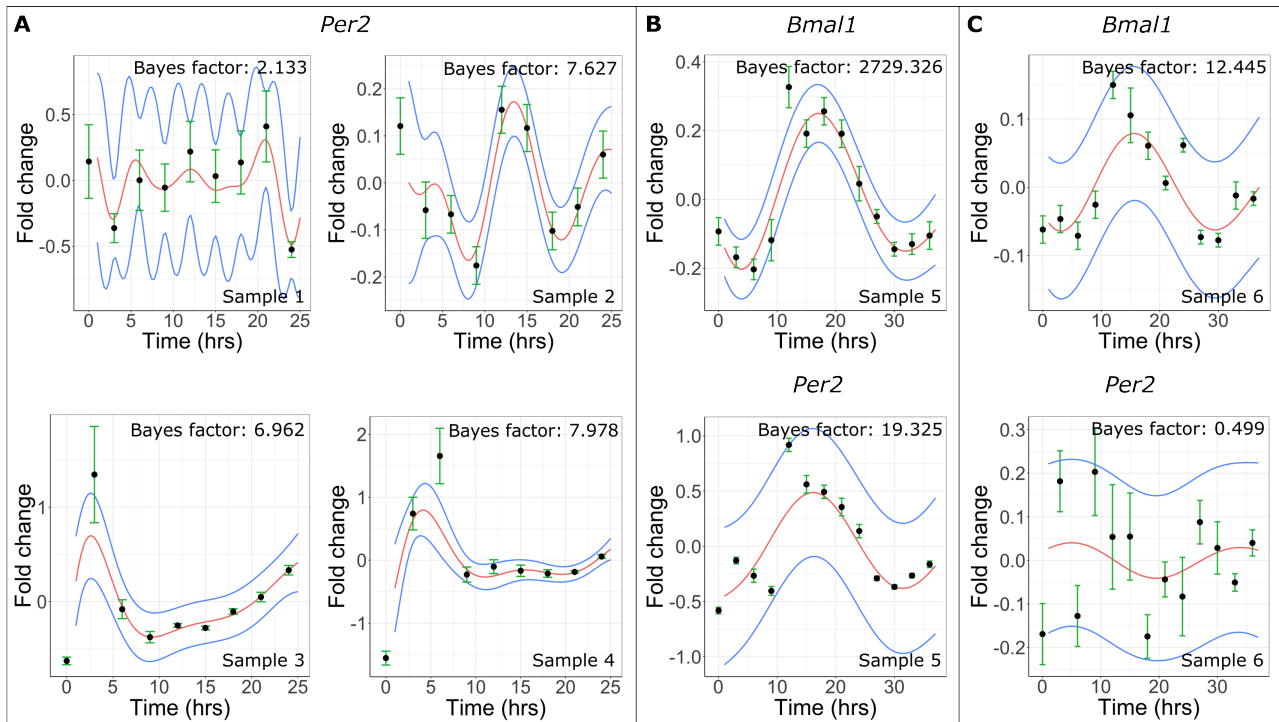 A
Per2
B
Bmal1
C
Bmal1
Bayes factor: 2.133
0.5
0.0
-0.5
Fold change
Sample 1
0 5 10 15 20 25
Time (hrs)
Bayes factor: 7.627
0.2
0.1
0.0
-0.1
-0.2
Fold change
Sample 2
0 5 10 15 20 25
Time (hrs)
Bayes factor: 6.962
1
0
Fold change
Sample 3
0 5 10 15 20 25
Time (hrs)
Bayes factor: 7.978
2
1
0
-1
Fold change
Sample 4
0 5 10 15 20 25
Time (hrs)
Bayes factor: 2729.326
0.4
0.2
0.0
-0.2
Fold change
Sample 5
0 10 20 30
Time (hrs)
Per2
Bayes factor: 19.325
1.0
0.5
0.0
-0.5
-1.0
Fold change
Sample 5
0 10 20 30
Time (hrs)
Bayes factor: 12.445
0.1
0.0
-0.1
Fold change
Sample 6
0 10 20 30
Time (hrs)
Per2
Bayes factor: 0.499
0.3
0.2
0.1
0.0
-0.1
-0.2
Fold change
Sample 6
0 10 20 30
Time (hrs)